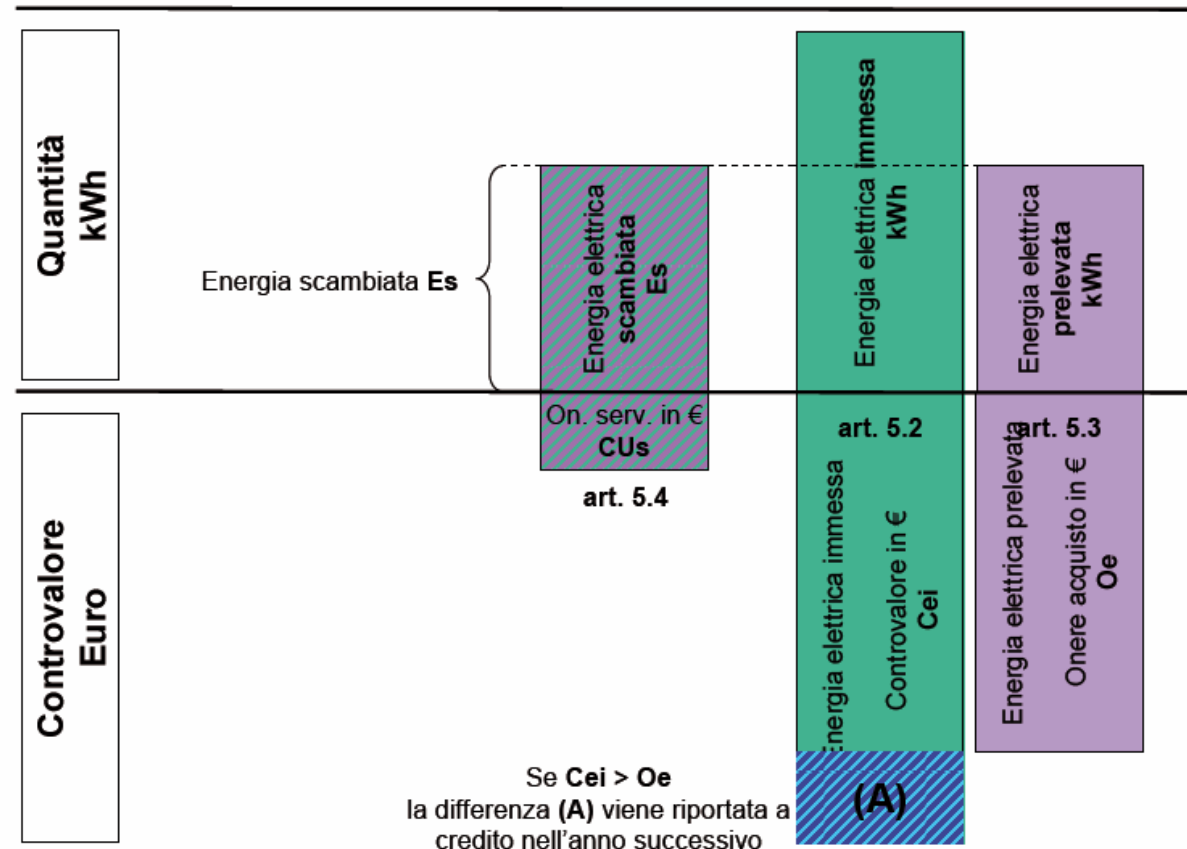 Quantità
kWh
Energia scambiata Es
Energia elettrica
scambiata
Es
Energia elettrica immessa
kWh
Energia elettrica
prelevata
kWh
Controvalore
Euro
On. serv. in €
CUs
art. 5.4
art. 5.2
Energia elettrica immessa
Controvalore in €
Cei
art. 5.3
Energia elettrica prelevata
Onere acquisto in €
Oe
Se Cei > Oe
la differenza (A) viene riportata a
credito nell'anno successivo
(A)